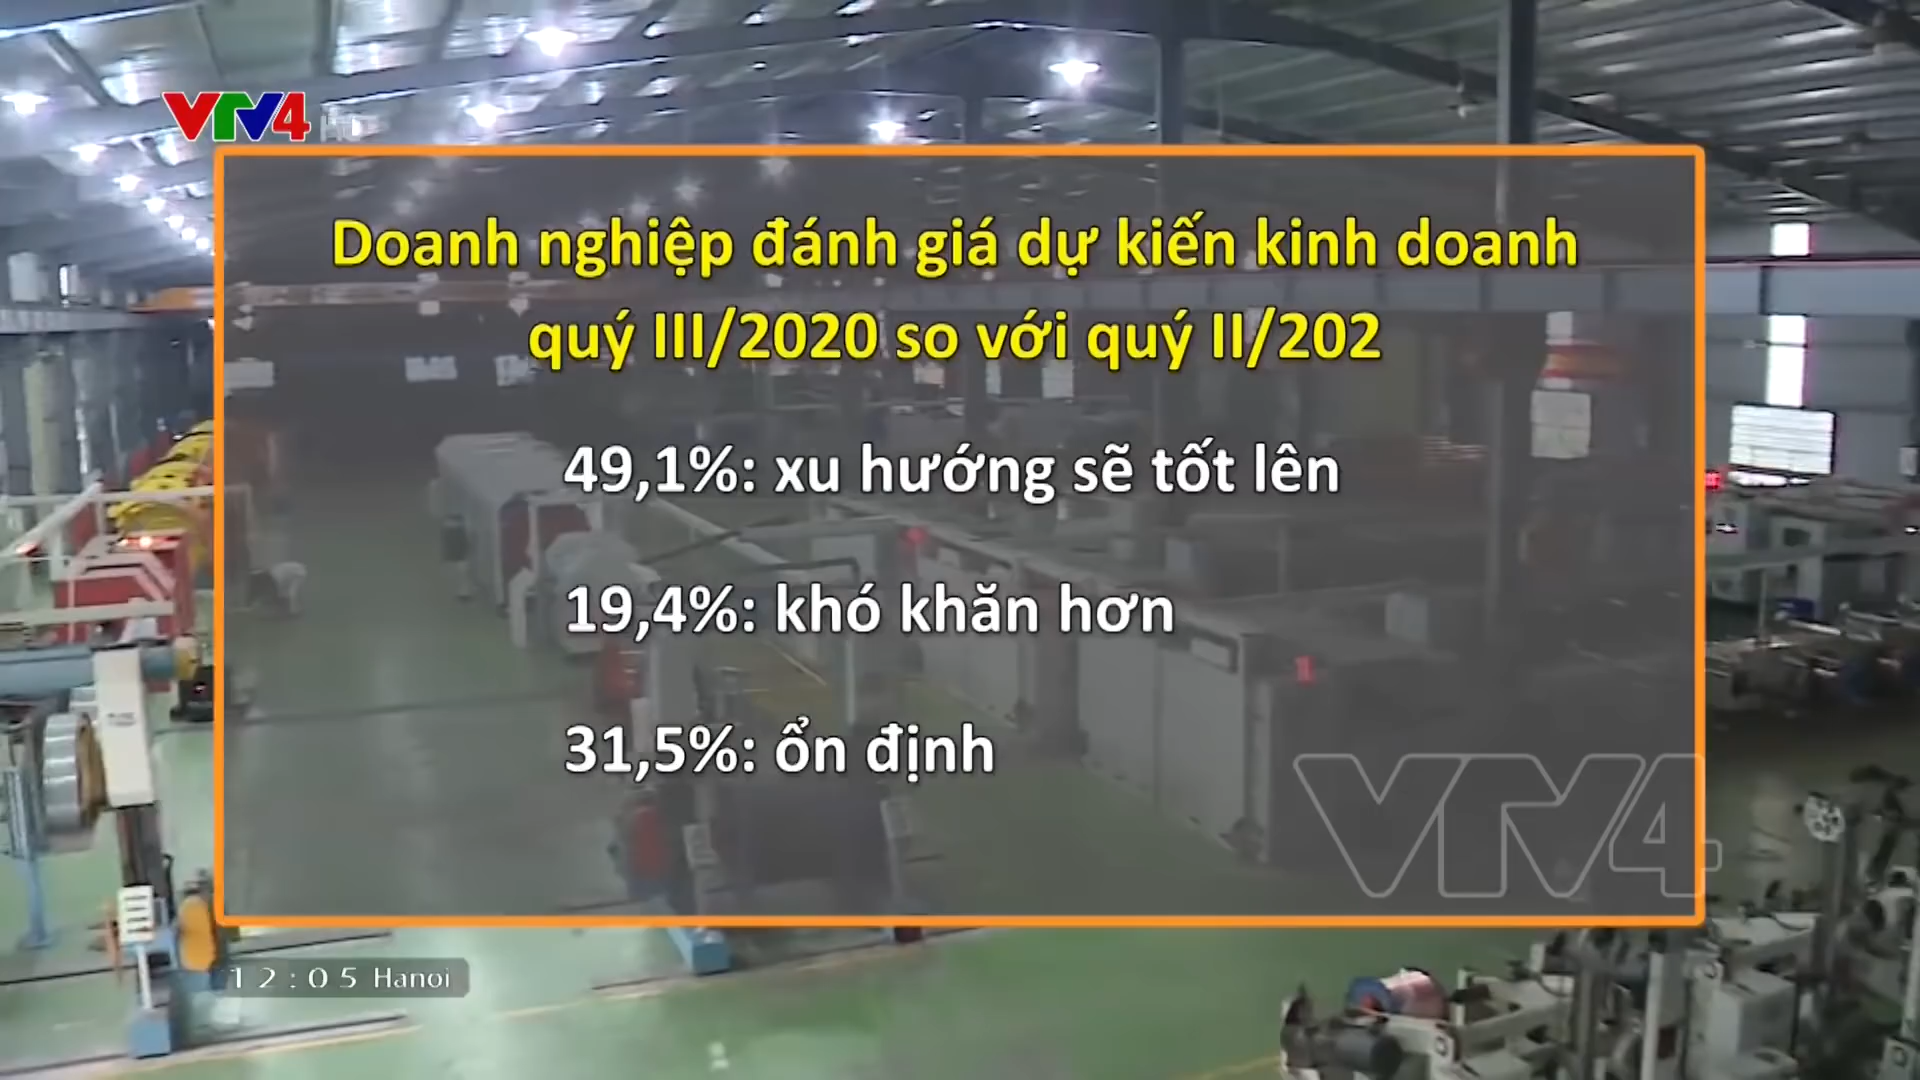 VTV4 HD
Doanh nghiệp đánh giá dự kiến kinh doanh
quý III/2020 so với quý II/202
49,1%: xu hướng sẽ tốt lên
19,4%: khó khăn hơn
31,5%: ổn định
VTV4
12:05 Hanoi